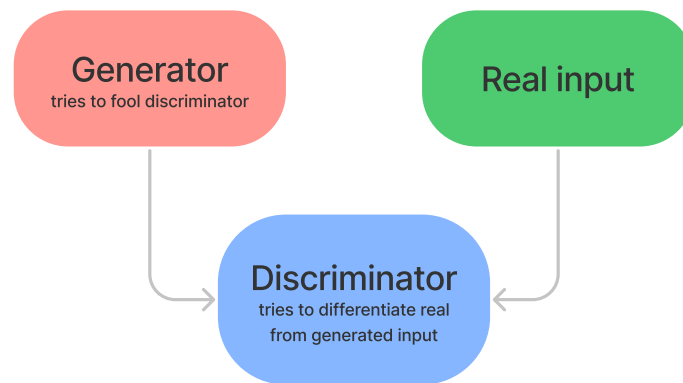 Generator
tries to fool discriminator
Real input
Discriminator
tries to differentiate real
from generated input